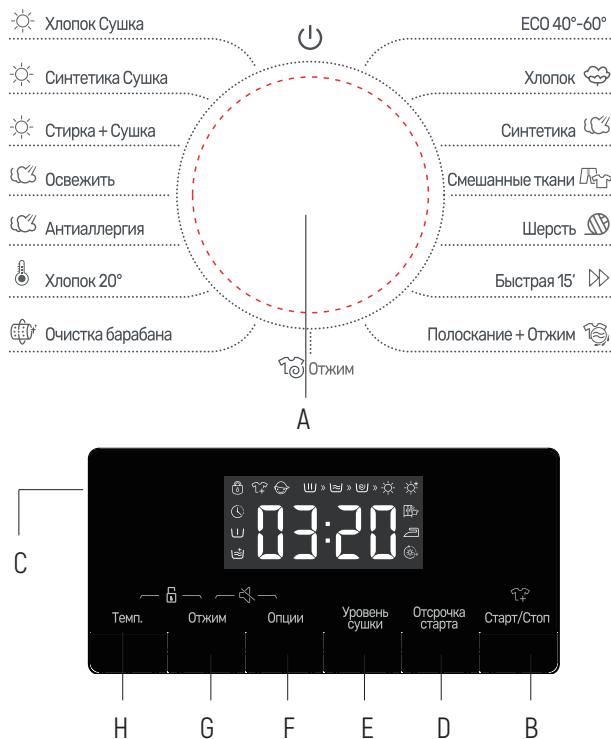 Хлопок Сушка
Синтетика Сушка
Стирка + Сушка
Освежить
Антиаллергия
Хлопок 20°
Очистка барабана
ECO 40°-60°
Хлопок
Синтетика
Смешанные ткани
Шерсть
Быстрая 15'
Полоскание + Отжим
Отжим
A
C
03:20
Темп.
Отжим
Опции
Уровень
сушки
Отсрочка
старта
Старт/Стоп
H
G
F
E
D
B